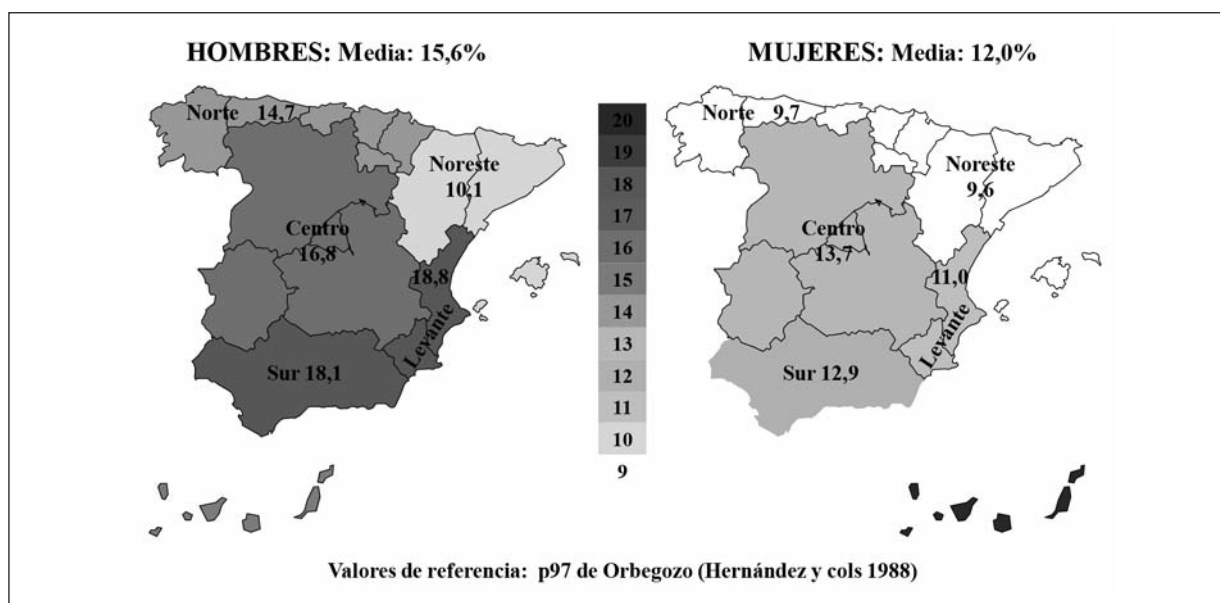 HOMBRES: Media: 15,6%
MUJERES: Media: 12,0%
Norte 14,7
Noreste
10,1
Centro
16,8
18,8
Levante
Sur 18,1
20
19
18
17
16
15
14
13
12
11
10
9
Norte 9,7
Noreste
9,6
Centro
13,7
11,0
Levante
Sur 12,9
Valores de referencia: p97 de Orbegozo (Hernández y cols 1988)